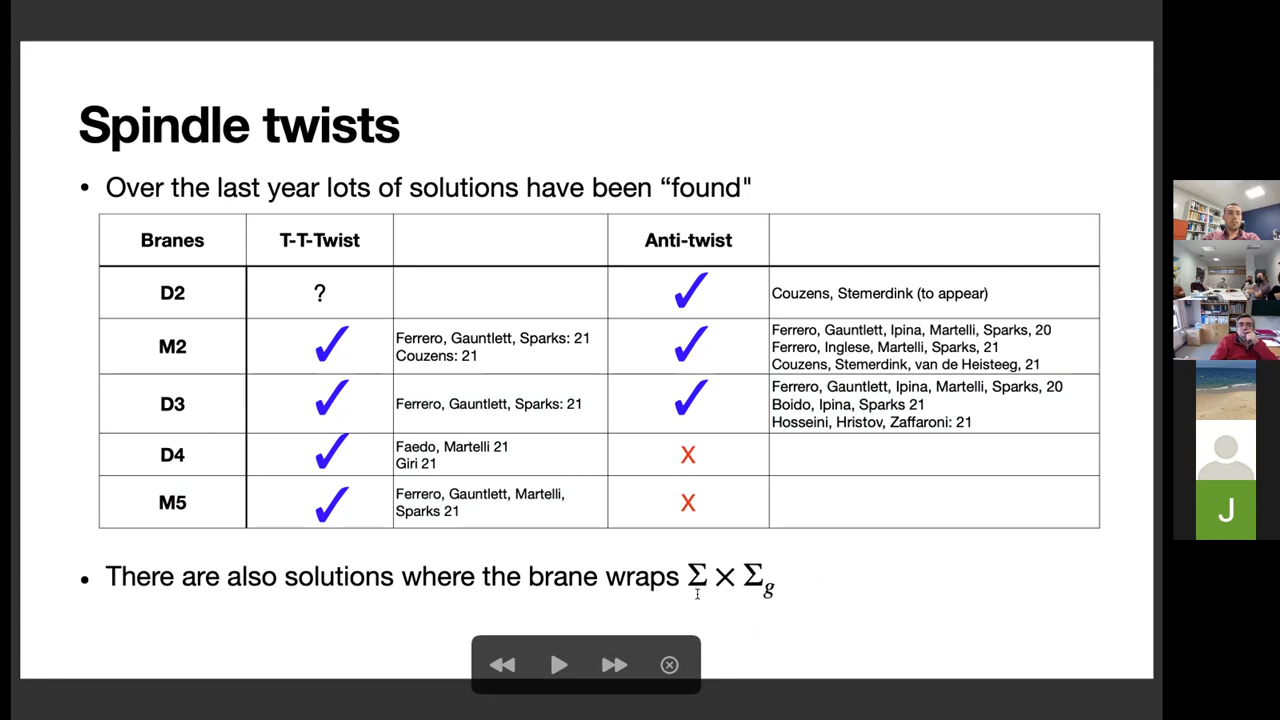 Spindle twists
• Over the last year lots of solutions have been “found"
Branes T-T-Twist Anti-twist
D2 ? ✓ Couzens, Stemerdink (to appear)
M2 ✓ Ferrero, Gauntlett, Sparks: 21
Couzens: 21
✓ Ferrero, Gauntlett, Ipina, Martelli, Sparks, 20
Ferrero, Inglese, Martelli, Sparks, 21
Couzens, Stemerdink, van de Heisteeg, 21
D3 ✓ Ferrero, Gauntlett, Sparks: 21
✓ Ferrero, Gauntlett, Ipina, Martelli, Sparks, 20
Boido, Ipina, Sparks 21
Hosseini, Hristov, Zaffaroni: 21
D4 ✓ Faedo, Martelli 21
Giri 21
X
M5 ✓ Ferrero, Gauntlett, Martelli,
Sparks 21
X
• There are also solutions where the brane wraps Σ × Σg
J